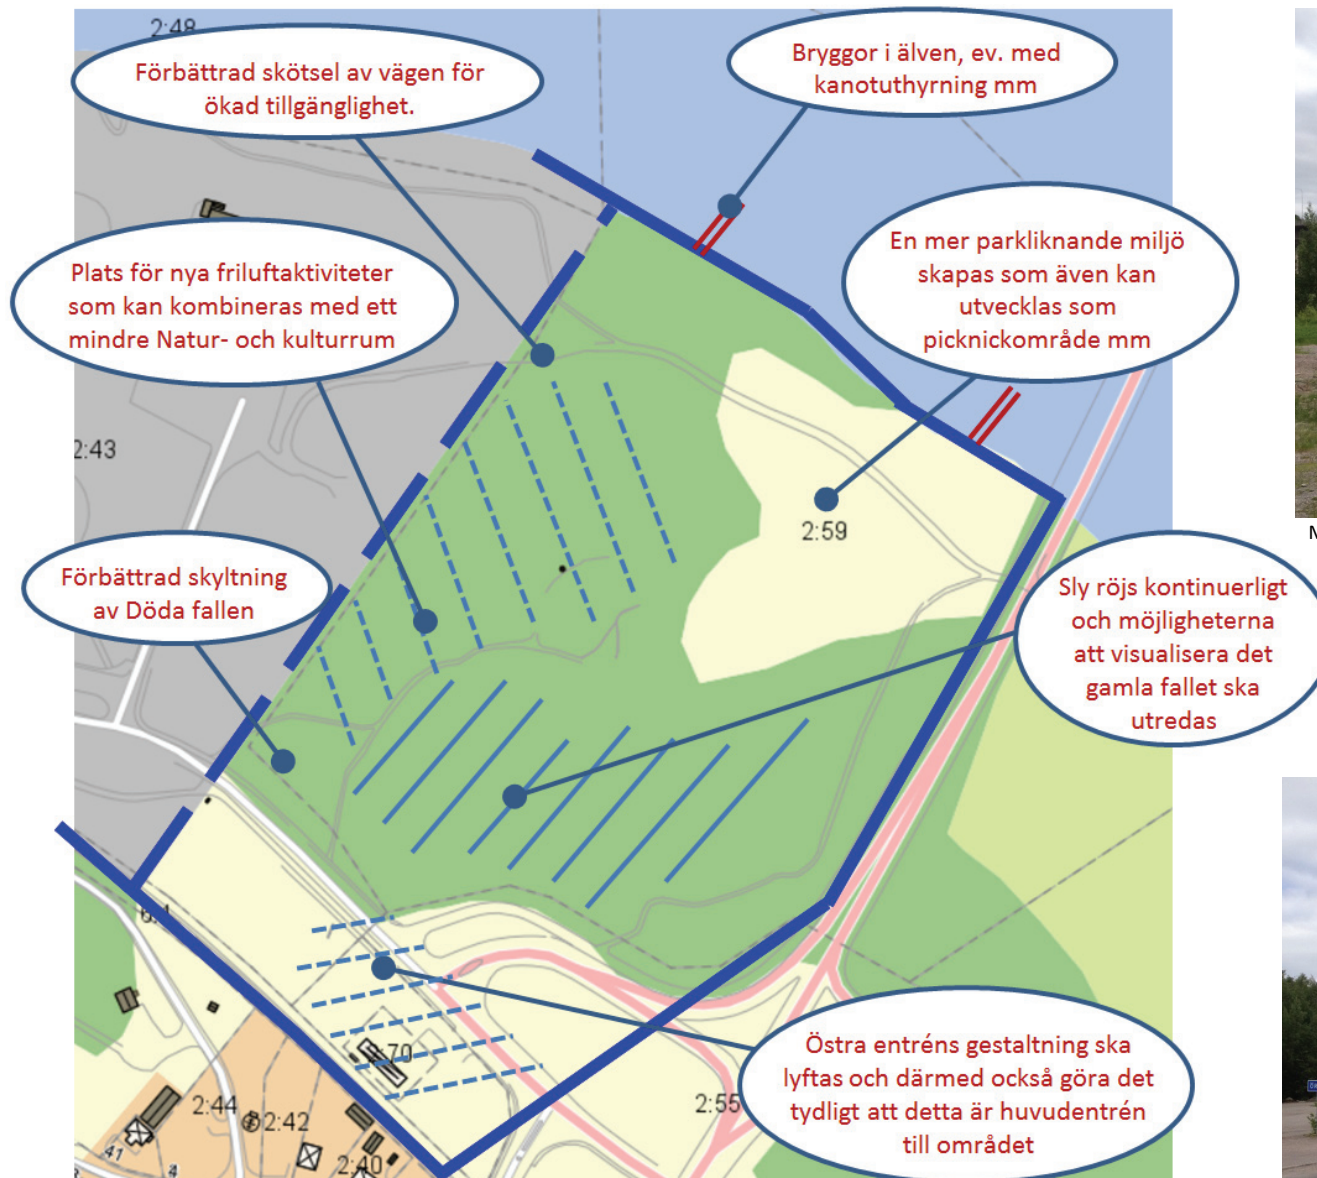 2:48
Förbättrad skötsel av vägen för
ökad tillgänglighet.
Bryggor i älven, ev. med
kanotuthyrning mm
Plats för nya friluftaktiviteter
som kan kombineras med ett
mindre Natur- och kulturrum
En mer parkliknande miljö
skapas som även kan
utvecklas som
picknickområde mm
2:43
2:59
N
Förbättrad skyltning
av Döda fallen
Sly röjs kontinuerligt
och möjligheterna
att visualisera det
gamla fallet ska
utredas
Östra entréns gestaltning ska
lyftas och därmed också göra det
tydligt att detta är huvudentrén
till området
2:44
2:42
2:55
2:40
41
4